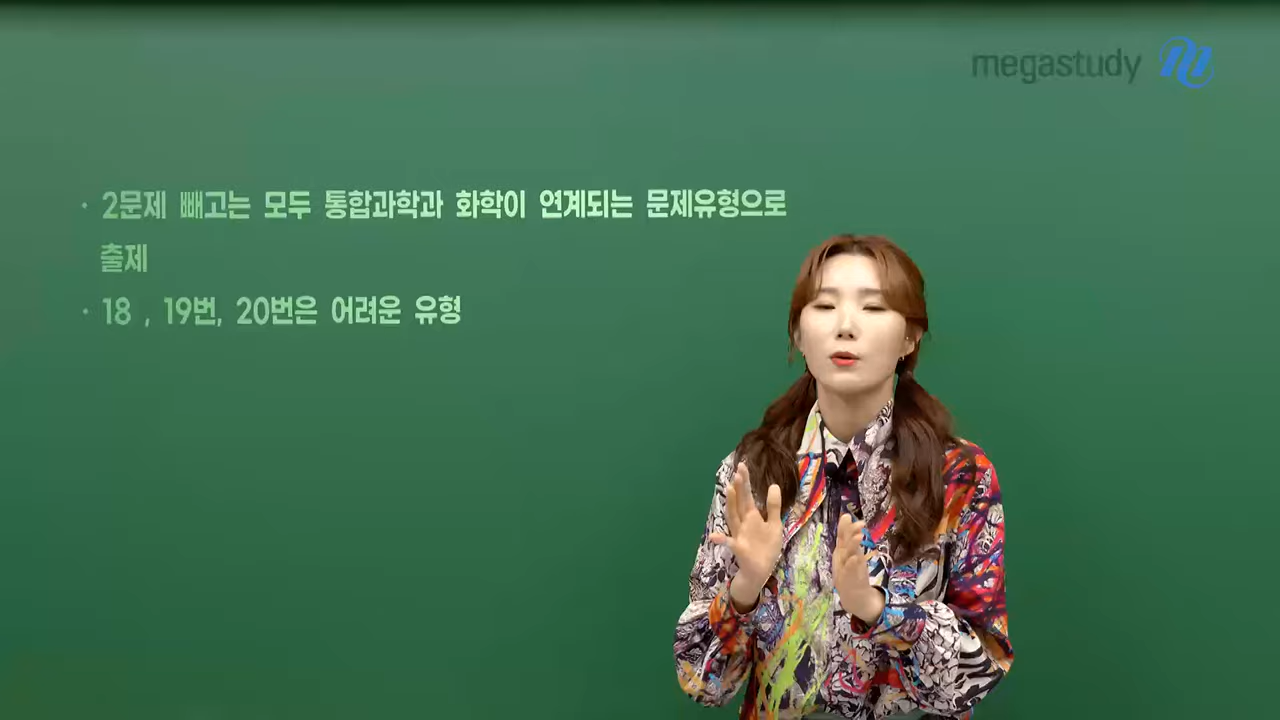 megastudy
· 2문제 빼고는 모두 통합과학과 화학이 연계되는 문제유형으로
출제
· 18 , 19번, 20번은 어려운 유형